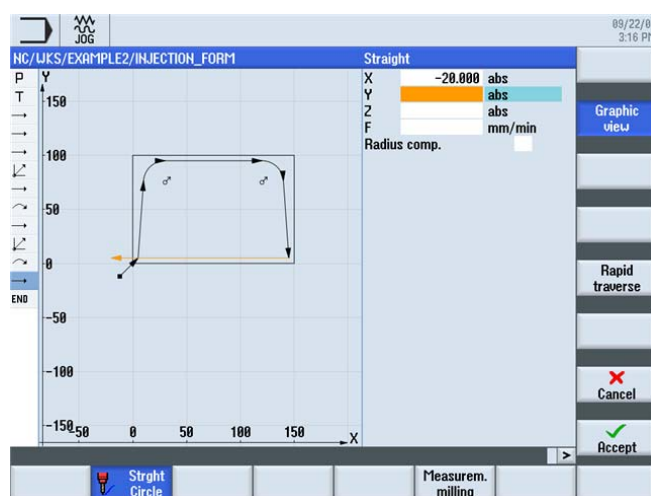 JOG
09/22/0
3:16 PM
NC/WKS/EXAMPLE2/INJECTION_FORM
Straight
P
T
END
Y
150
100
50
0
-50
-100
-150
-50 0 50 100 150 X
X -20.000 abs
Y abs
Z abs
F mm/min
Radius comp.
Graphic
view
Rapid
traverse
Cancel
Accept
>
Strght
Circle
Measurem.
milling